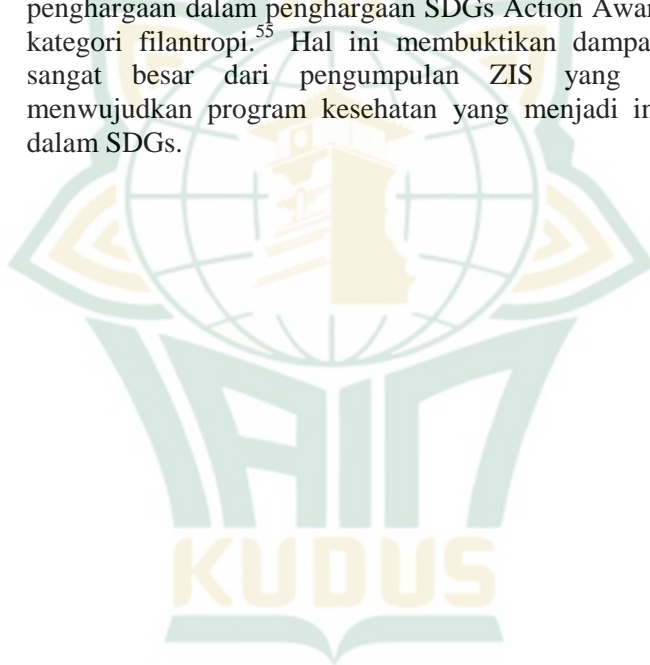 penghargaan dalam penghargaan SDGs Action Awar
kategori filantropi.⁵⁵ Hal ini membuktikan dampa
sangat besar dari pengumpulan ZIS yang
menwujudkan program kesehatan yang menjadi in
dalam SDGs.
IAIN
KUDUS